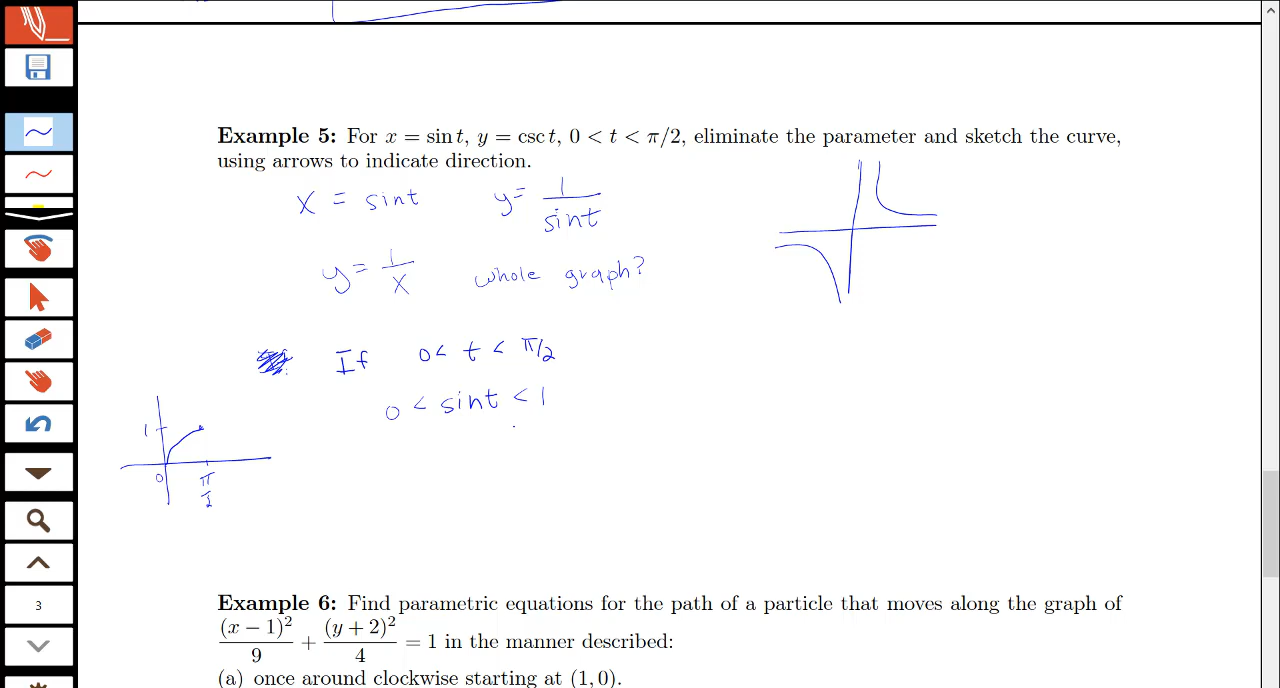 Example 5: For x = sin t, y = csc t, 0 < t < π/2, eliminate the parameter and sketch the curve,
using arrows to indicate direction.
x = sint y = 1/sint
y = 1/x whole graph?
If 0 < t < π/2
0 < sint < 1
1
0 π
2
Example 6: Find parametric equations for the path of a particle that moves along the graph of
(x − 1)²/9 + (y + 2)²/4 = 1 in the manner described:
(a) once around clockwise starting at (1, 0).
3